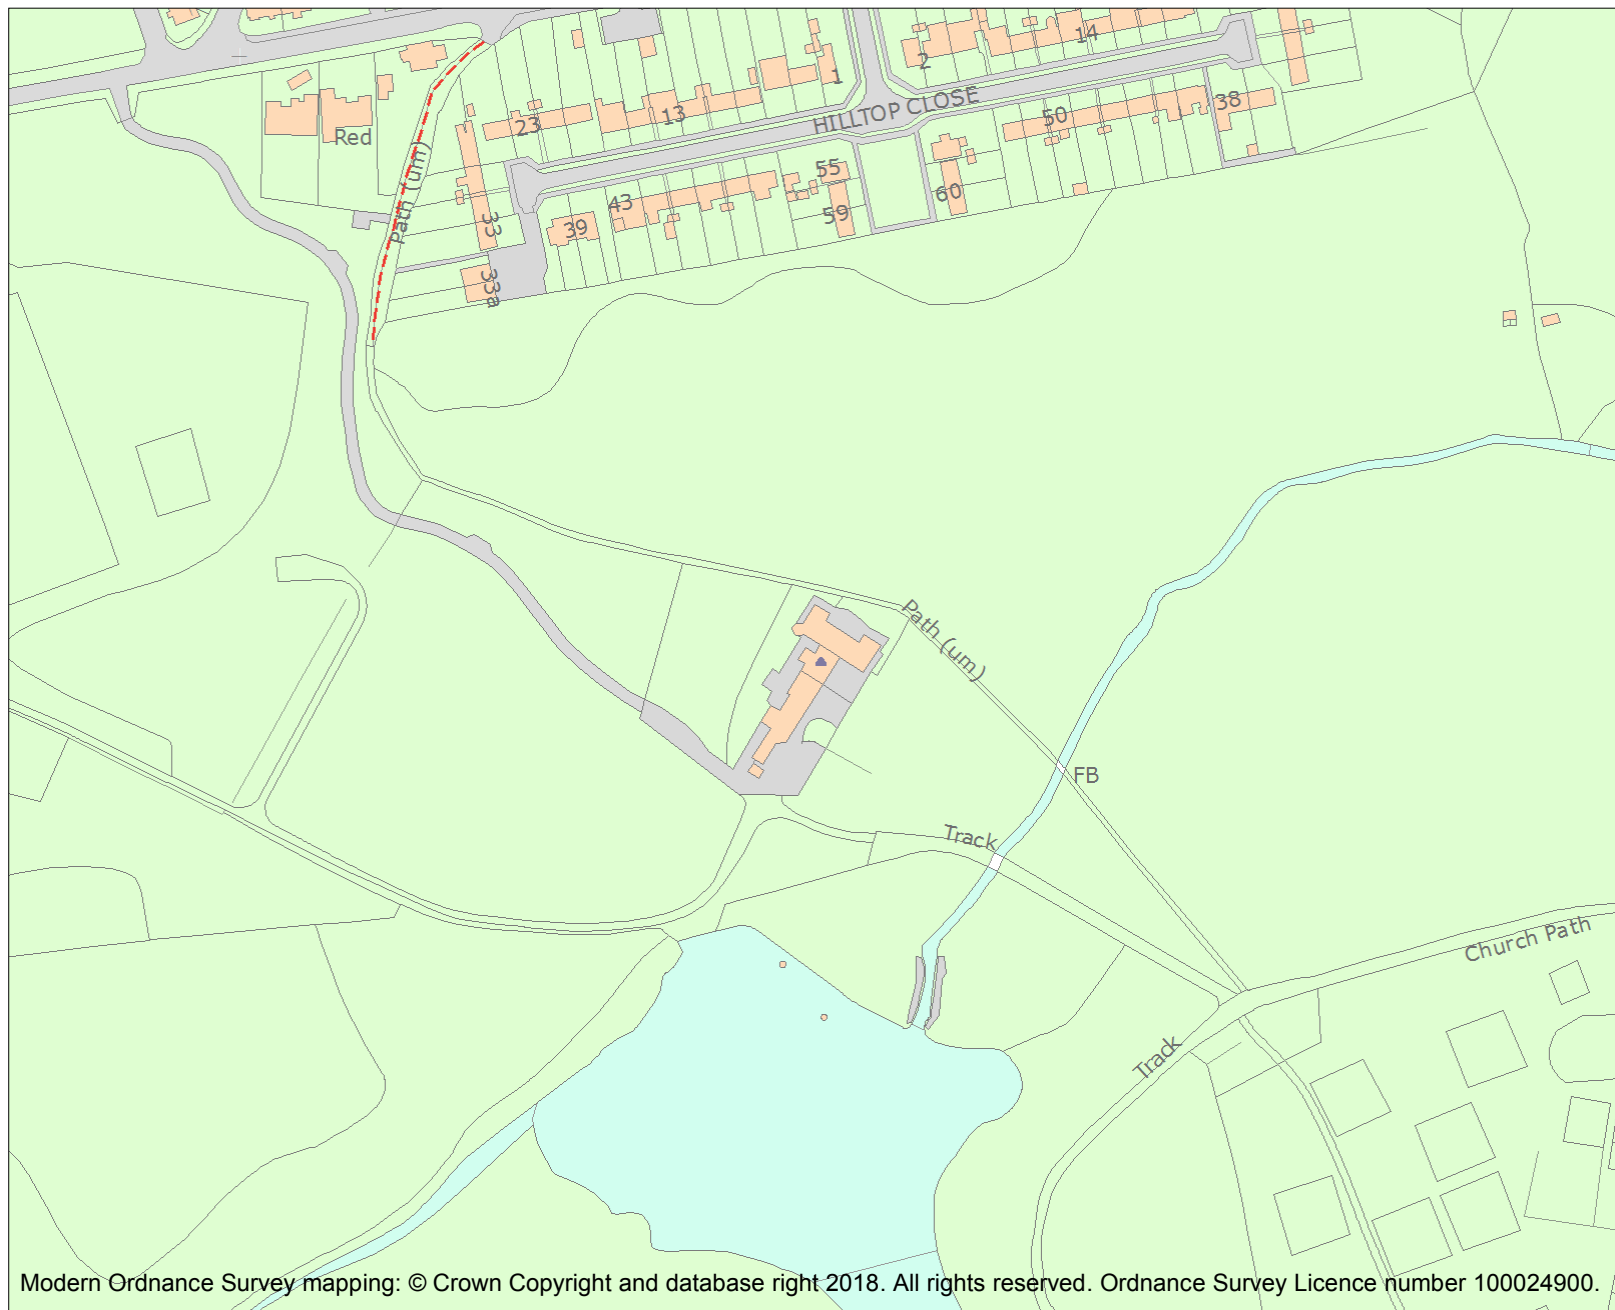 1
2
14
HILLTOP CLOSE
13
23
Red
Path (um)
50
38
55
59
60
43
39
33
33a
Path (um)
FB
Track
Church Path
Track
Modern Ordnance Survey mapping: © Crown Copyright and database right 2018. All rights reserved. Ordnance Survey Licence number 100024900.